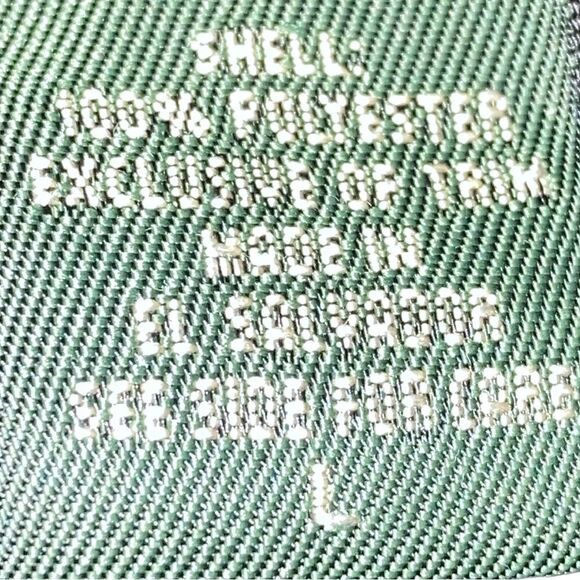 SHELL:
100% POLYESTER
EXCLUSIVE OF TRIM
MADE IN
EL SALVADOR
SEE SIDE FOR CARE
L